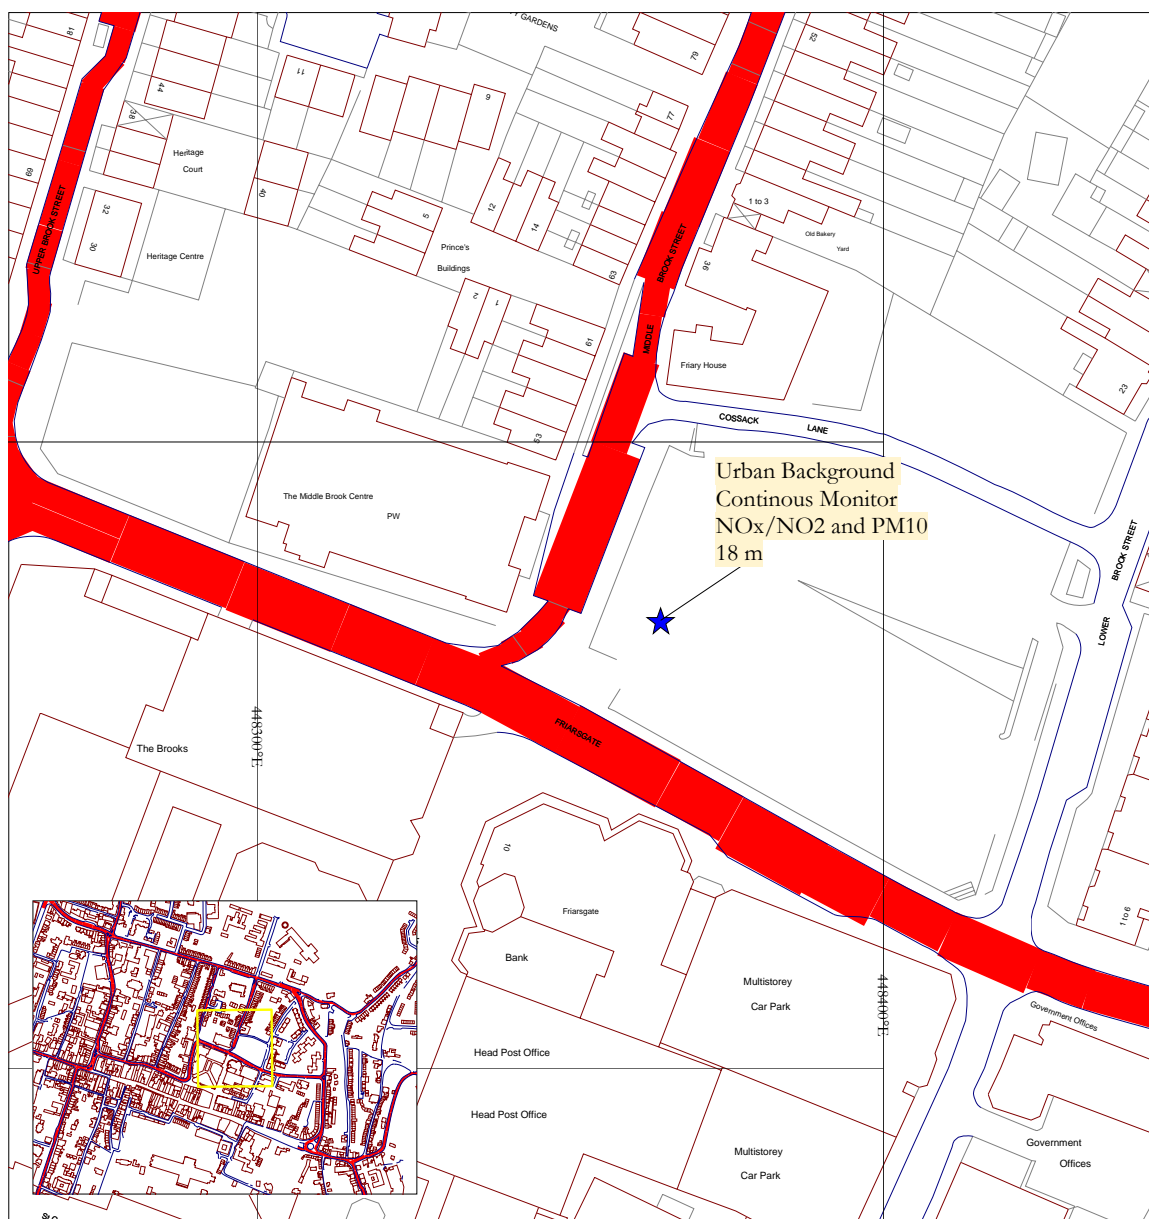 Y GARDENS
81
11
44
38
9
79
77
52
Heritage
Court
69
40
32
30
5
12
14
1 to 3
Old Bakery
Yard
UPPER BROOK STREET
Heritage Centre
Prince's
Buildings
63
BROOK STREET
36
2
1
61
MIDDLE
Friary House
23
53
COSSACK
LANE
The Middle Brook Centre
PW
Urban Background
Continous Monitor
NOx/NO2 and PM10
18 m
BROOK STREET
LOWER
The Brooks
448300°E
FRIARSGATE
10
Friarsgate
Bank
1 to 6
Multistorey
Car Park
448400°E
Government Offices
Head Post Office
Head Post Office
Multistorey
Car Park
Government
Offices